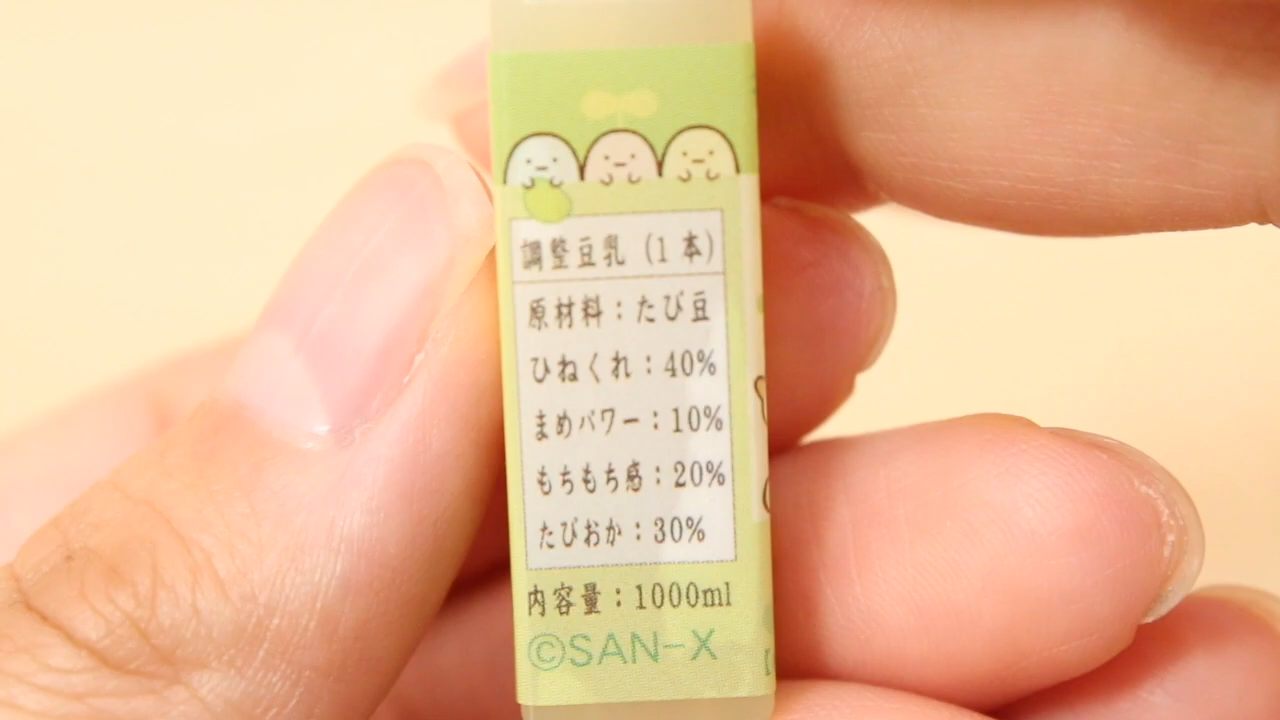 調整豆乳（1本）
原材料：たぴ豆
ひねくれ：40%
まめパワー：10%
もちもち感：20%
たぴおか：30%
内容量：1000ml
©SAN-X